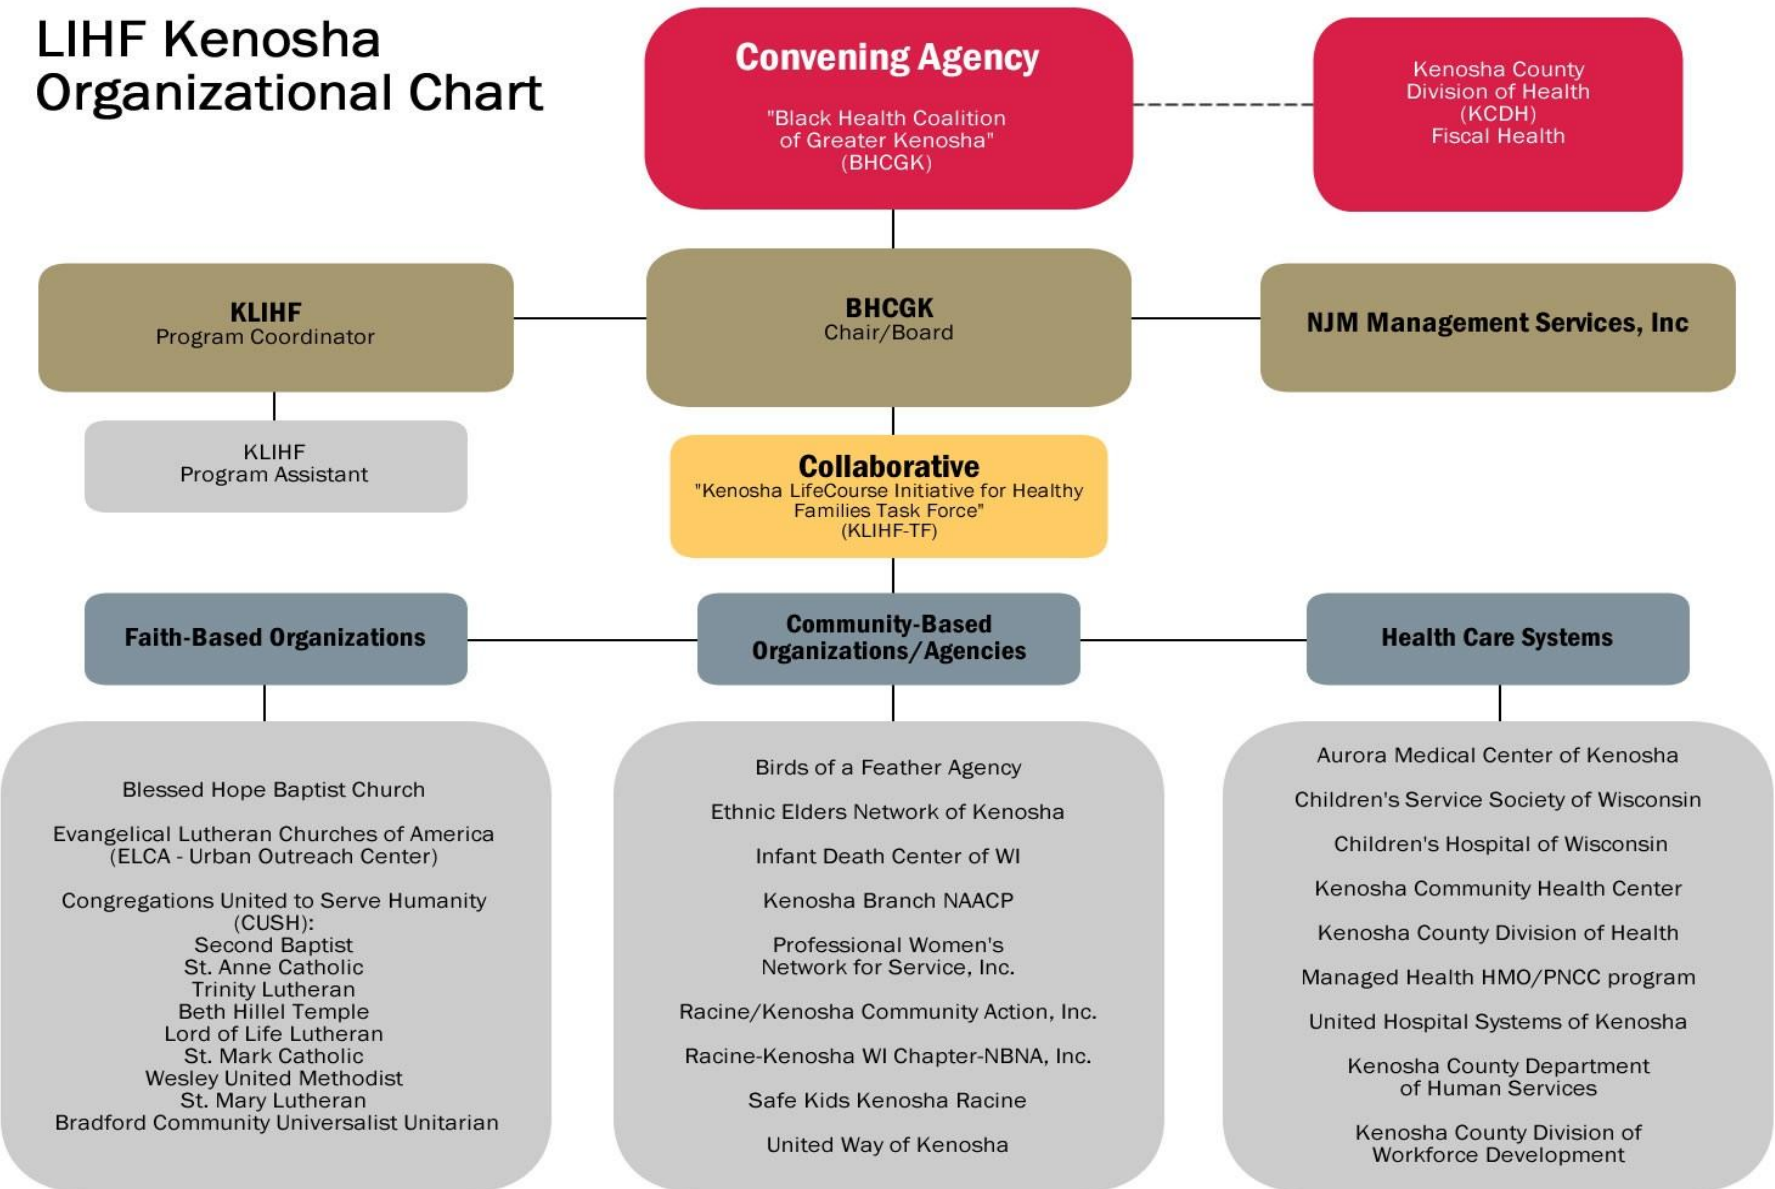 LIHF Kenosha
Organizational Chart
Convening Agency
"Black Health Coalition
of Greater Kenosha"
(BHCGK)
Kenosha County
Division of Health
(KCDH)
Fiscal Health
KLIHF
Program Coordinator
BHCGK
Chair/Board
NJM Management Services, Inc
KLIHF
Program Assistant
Collaborative
"Kenosha LifeCourse Initiative for Healthy
Families Task Force"
(KLIHF-TF)
Faith-Based Organizations
Community-Based
Organizations/Agencies
Health Care Systems
Blessed Hope Baptist Church
Evangelical Lutheran Churches of America
(ELCA - Urban Outreach Center)
Congregations United to Serve Humanity
(CUSH):
Second Baptist
St. Anne Catholic
Trinity Lutheran
Beth Hillel Temple
Lord of Life Lutheran
St. Mark Catholic
Wesley United Methodist
St. Mary Lutheran
Bradford Community Universalist Unitarian
Birds of a Feather Agency
Ethnic Elders Network of Kenosha
Infant Death Center of WI
Kenosha Branch NAACP
Professional Women's
Network for Service, Inc.
Racine/Kenosha Community Action, Inc.
Racine-Kenosha WI Chapter-NBNA, Inc.
Safe Kids Kenosha Racine
United Way of Kenosha
Aurora Medical Center of Kenosha
Children's Service Society of Wisconsin
Children's Hospital of Wisconsin
Kenosha Community Health Center
Kenosha County Division of Health
Managed Health HMO/PNCC program
United Hospital Systems of Kenosha
Kenosha County Department
of Human Services
Kenosha County Division of
Workforce Development